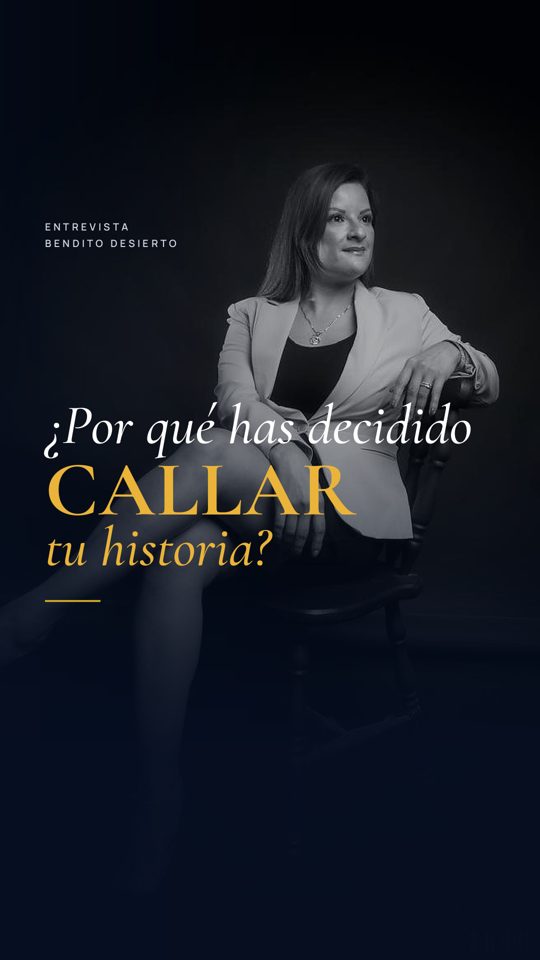 ENTREVISTA
BENDITO DESIERTO
¿Por qué has decidido
CALLAR
tu historia?